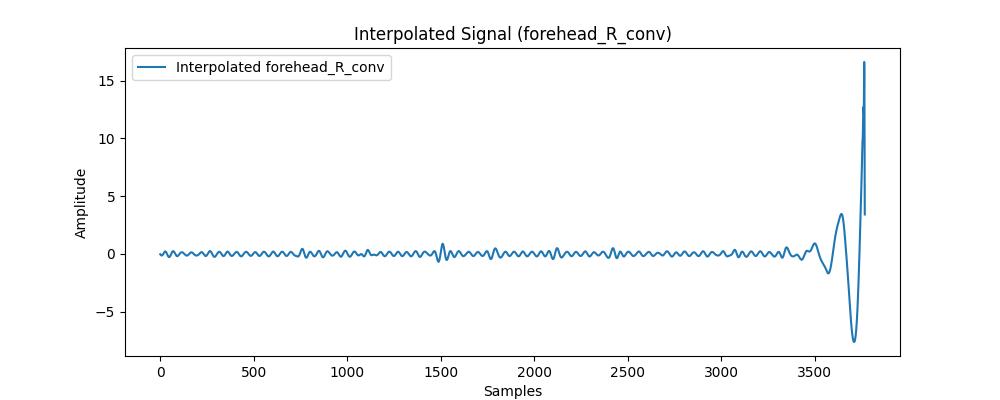 Interpolated Signal (forehead_R_conv)
Interpolated forehead_R_conv
15
10
5
0
−5
Amplitude
0 500 1000 1500 2000 2500 3000 3500
Samples